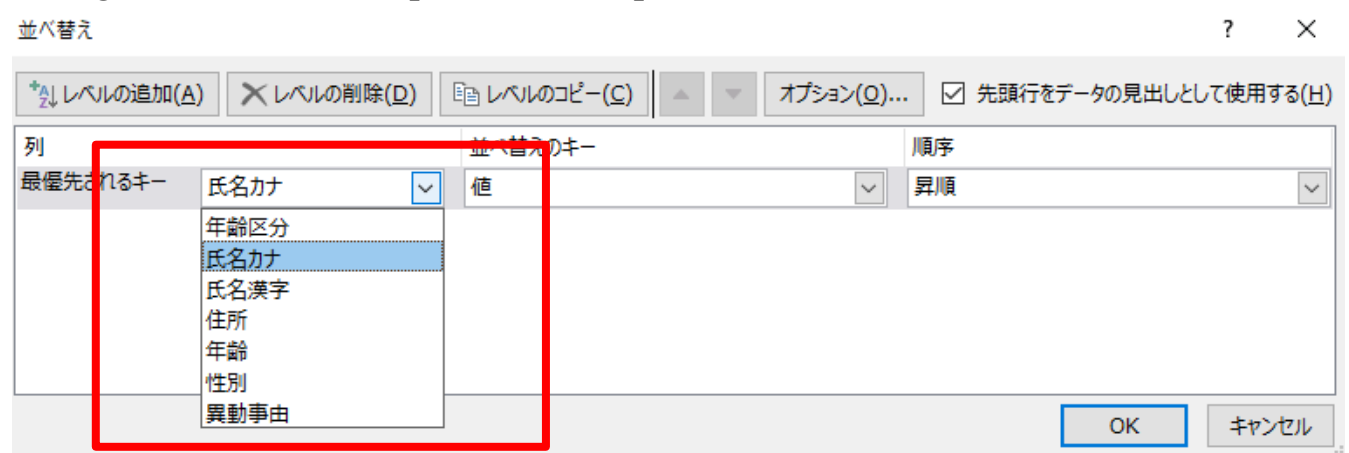 並べ替え ? ×
レベルの追加(A) レベルの削除(D) レベルのコピー(C) オプション(O)... 先頭行をデータの見出しとして使用する(H)
列 並べ替えのキー 順序
最優先されるキー 氏名カナ 値 昇順
年齢区分
氏名カナ
氏名漢字
住所
年齢
性別
異動事由
OK キャンセル